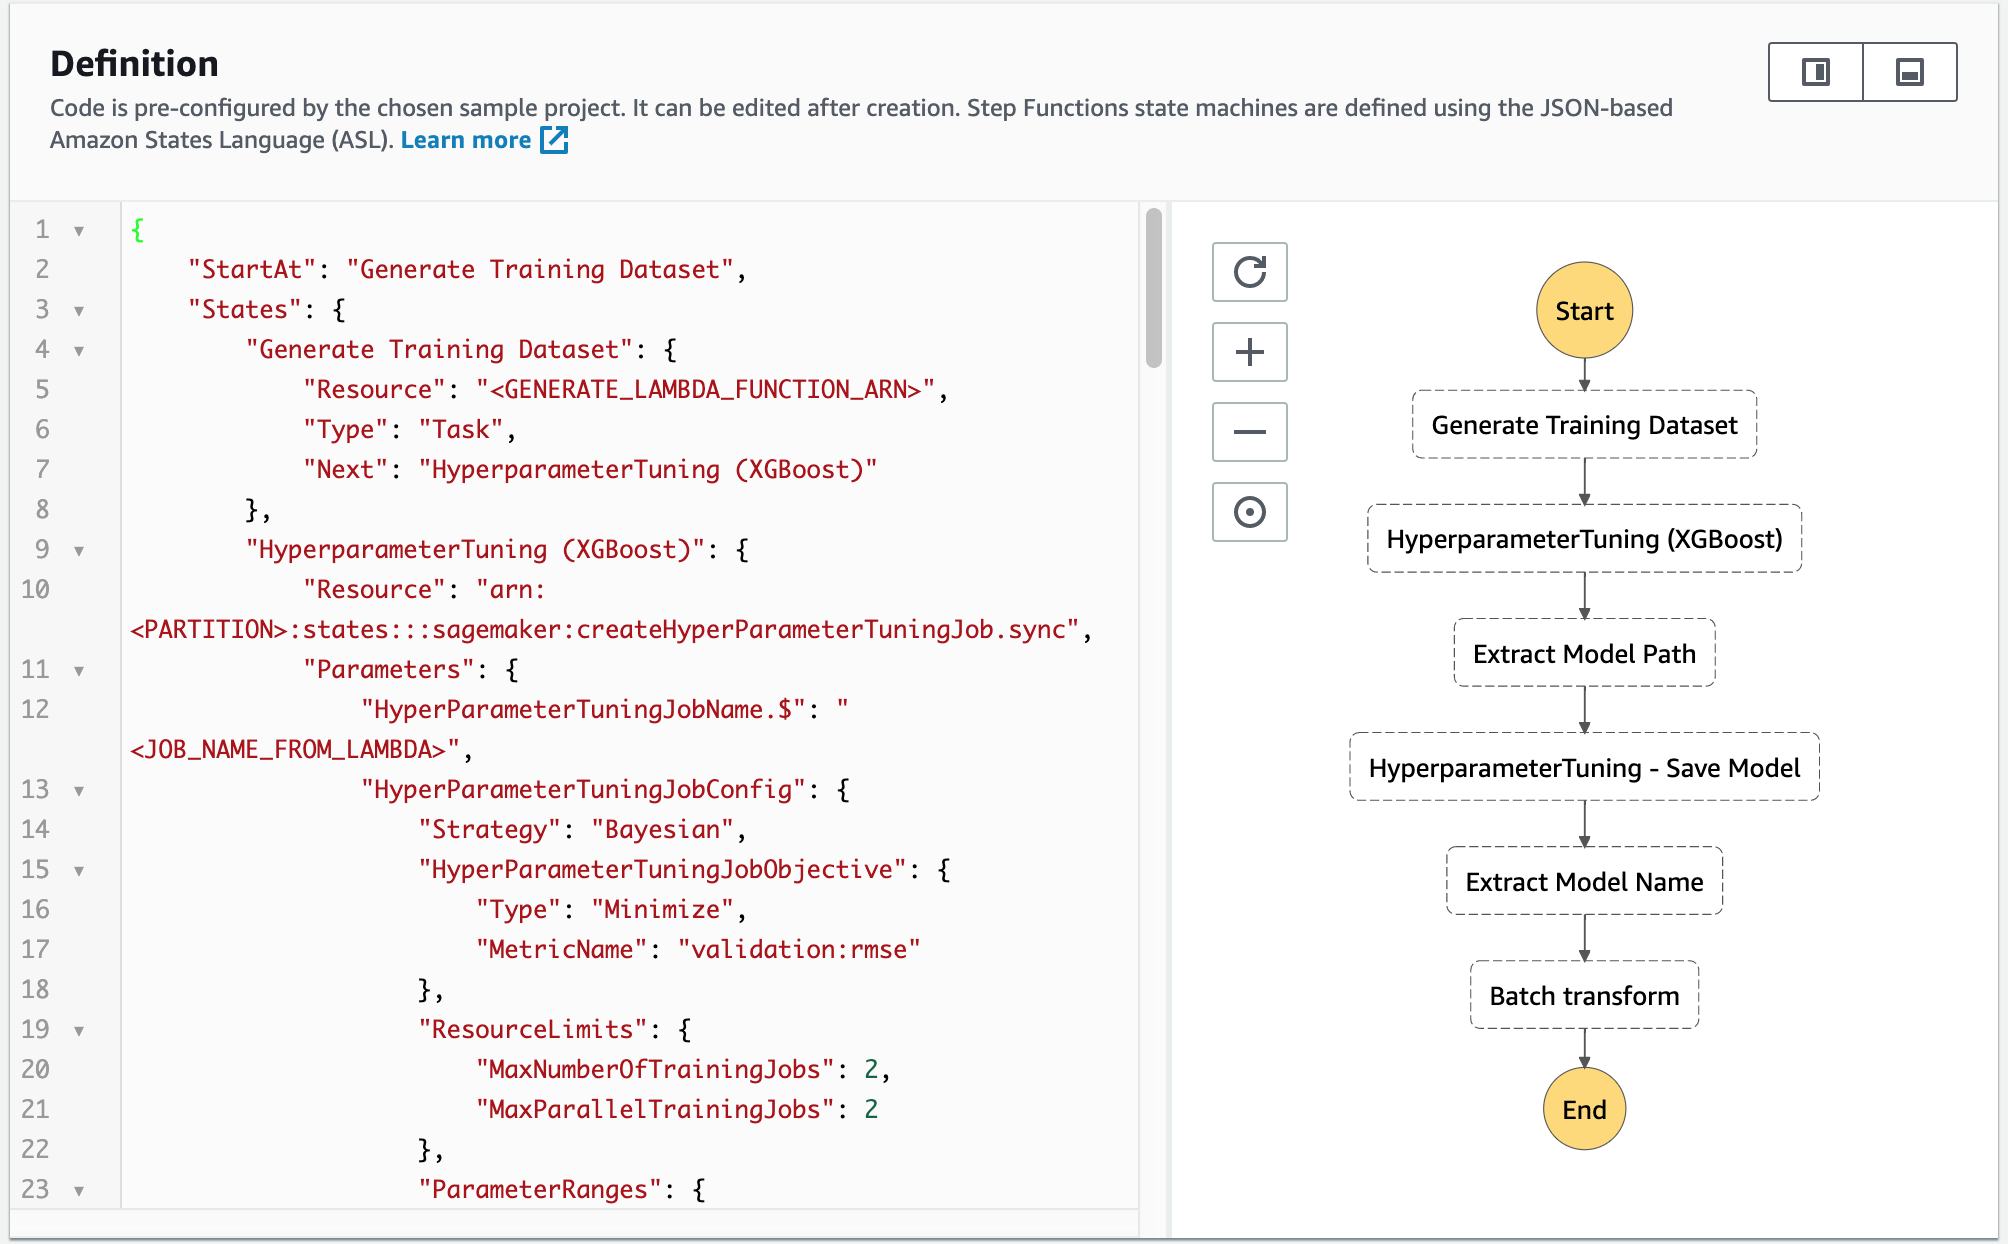 Definition
Code is pre-configured by the chosen sample project. It can be edited after creation. Step Functions state machines are defined using the JSON-based
Amazon States Language (ASL). Learn more
1 {
2 "StartAt": "Generate Training Dataset",
3 "States": {
4 "Generate Training Dataset": {
5 "Resource": "<GENERATE_LAMBDA_FUNCTION_ARN>",
6 "Type": "Task",
7 "Next": "HyperparameterTuning (XGBoost)"
8 },
9 "HyperparameterTuning (XGBoost)": {
10 "Resource": "arn:
<PARTITION>:states:::sagemaker:createHyperParameterTuningJob.sync",
11 "Parameters": {
12 "HyperParameterTuningJobName.$": "
<JOB_NAME_FROM_LAMBDA>",
13 "HyperParameterTuningJobConfig": {
14 "Strategy": "Bayesian",
15 "HyperParameterTuningJobObjective": {
16 "Type": "Minimize",
17 "MetricName": "validation:rmse"
18 },
19 "ResourceLimits": {
20 "MaxNumberOfTrainingJobs": 2,
21 "MaxParallelTrainingJobs": 2
22 },
23 "ParameterRanges": {
Start
Generate Training Dataset
HyperparameterTuning (XGBoost)
Extract Model Path
HyperparameterTuning - Save Model
Extract Model Name
Batch transform
End